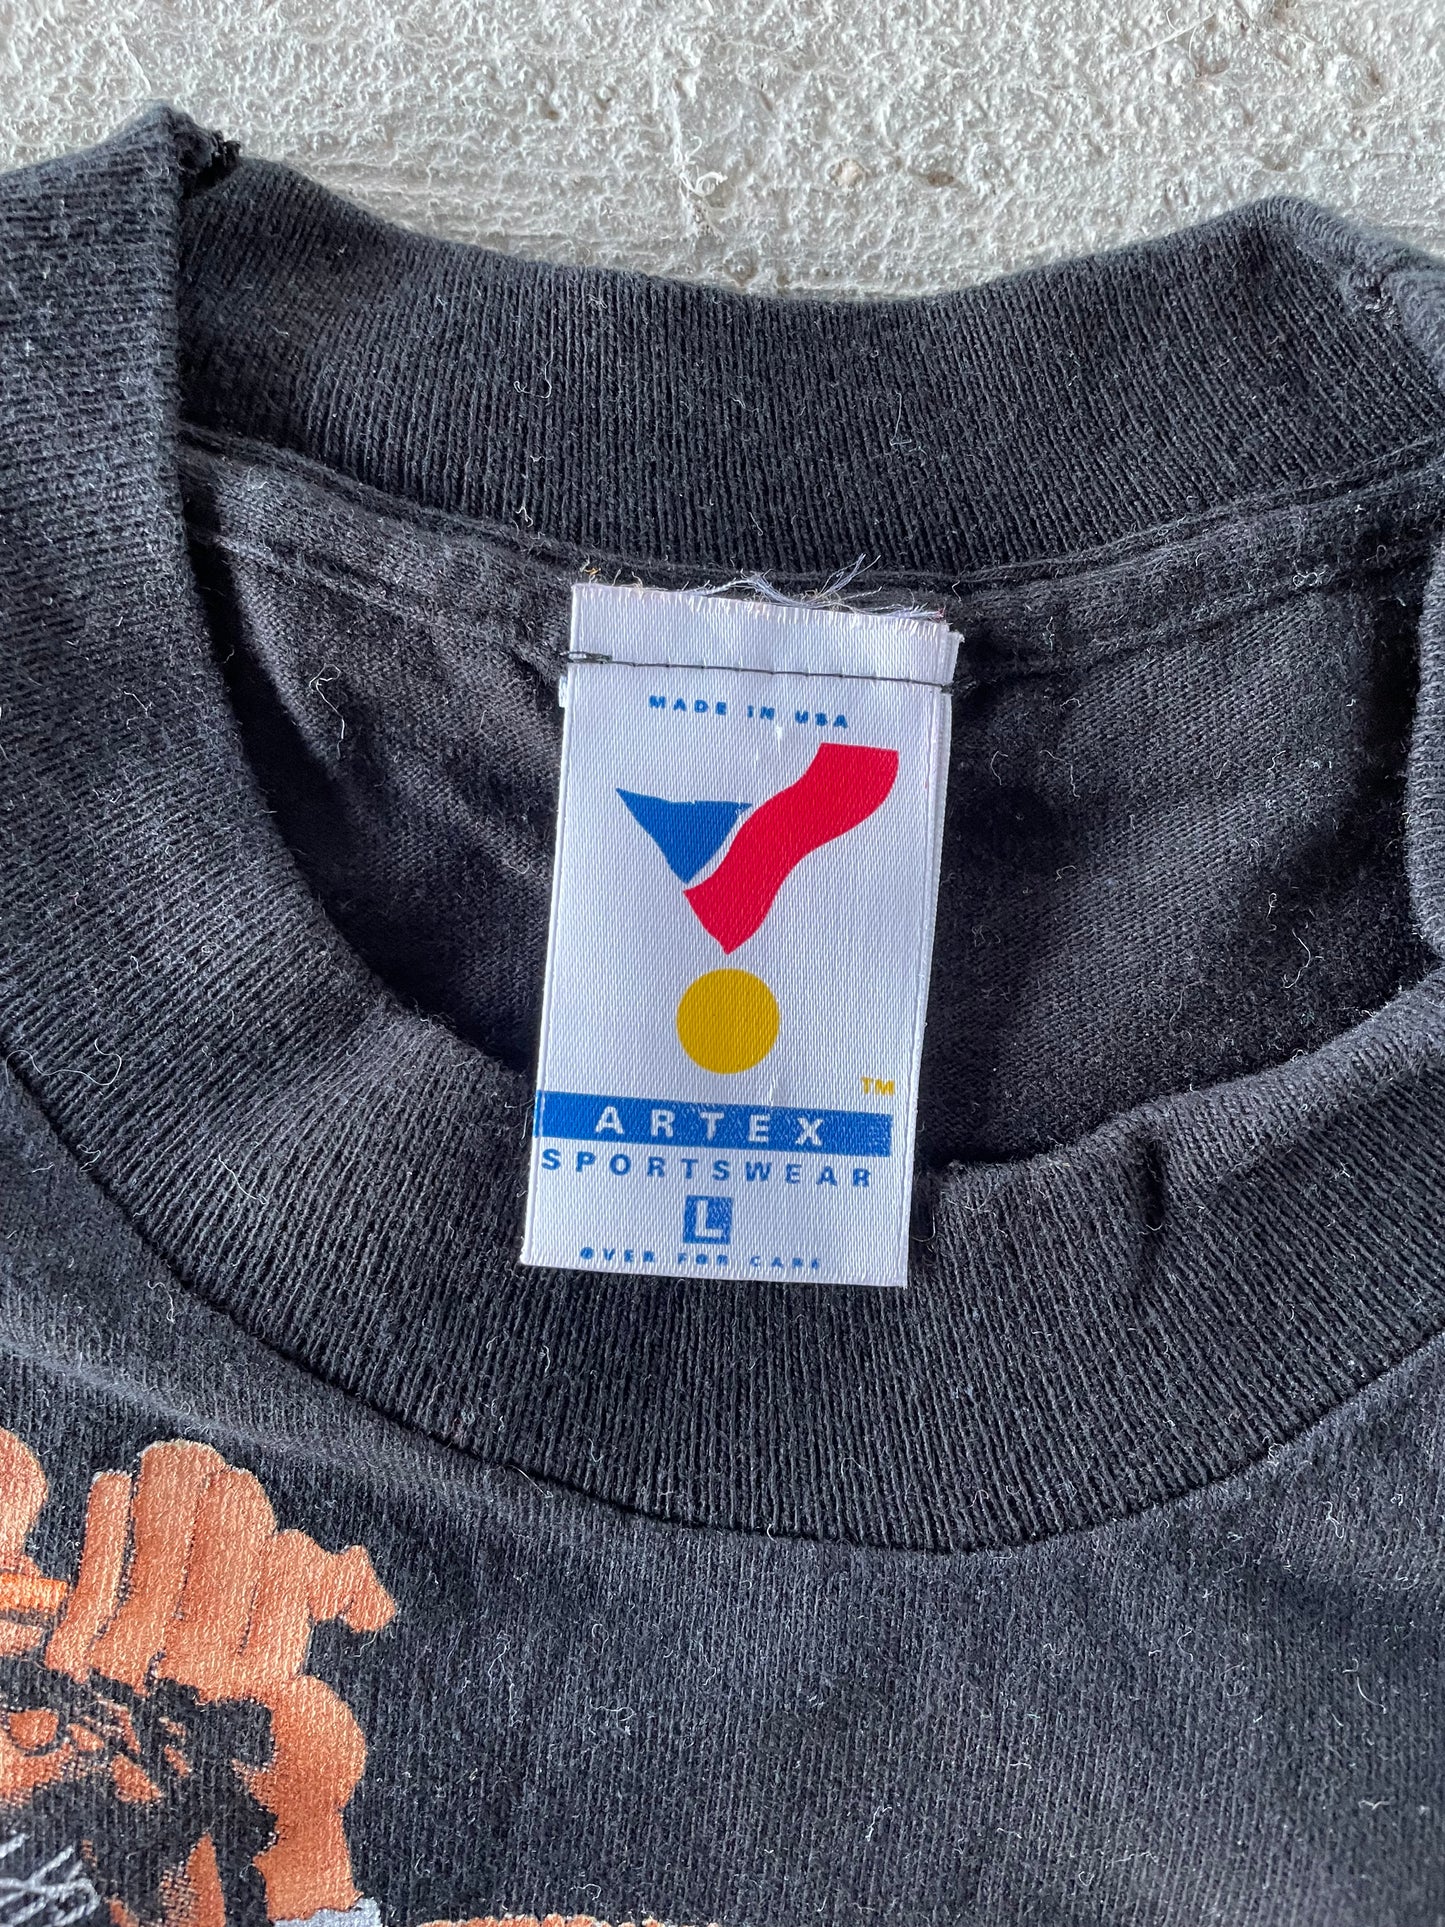 MADE IN USA
TM
ARTEX
SPORTSWEAR
L
OVER FOR CARE